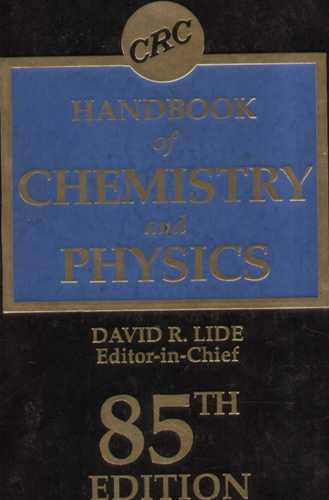 CRC
HANDBOOK
of
CHEMISTRY
and
PHYSICS
DAVID R. LIDE
Editor-in-Chief
85TH
EDITION